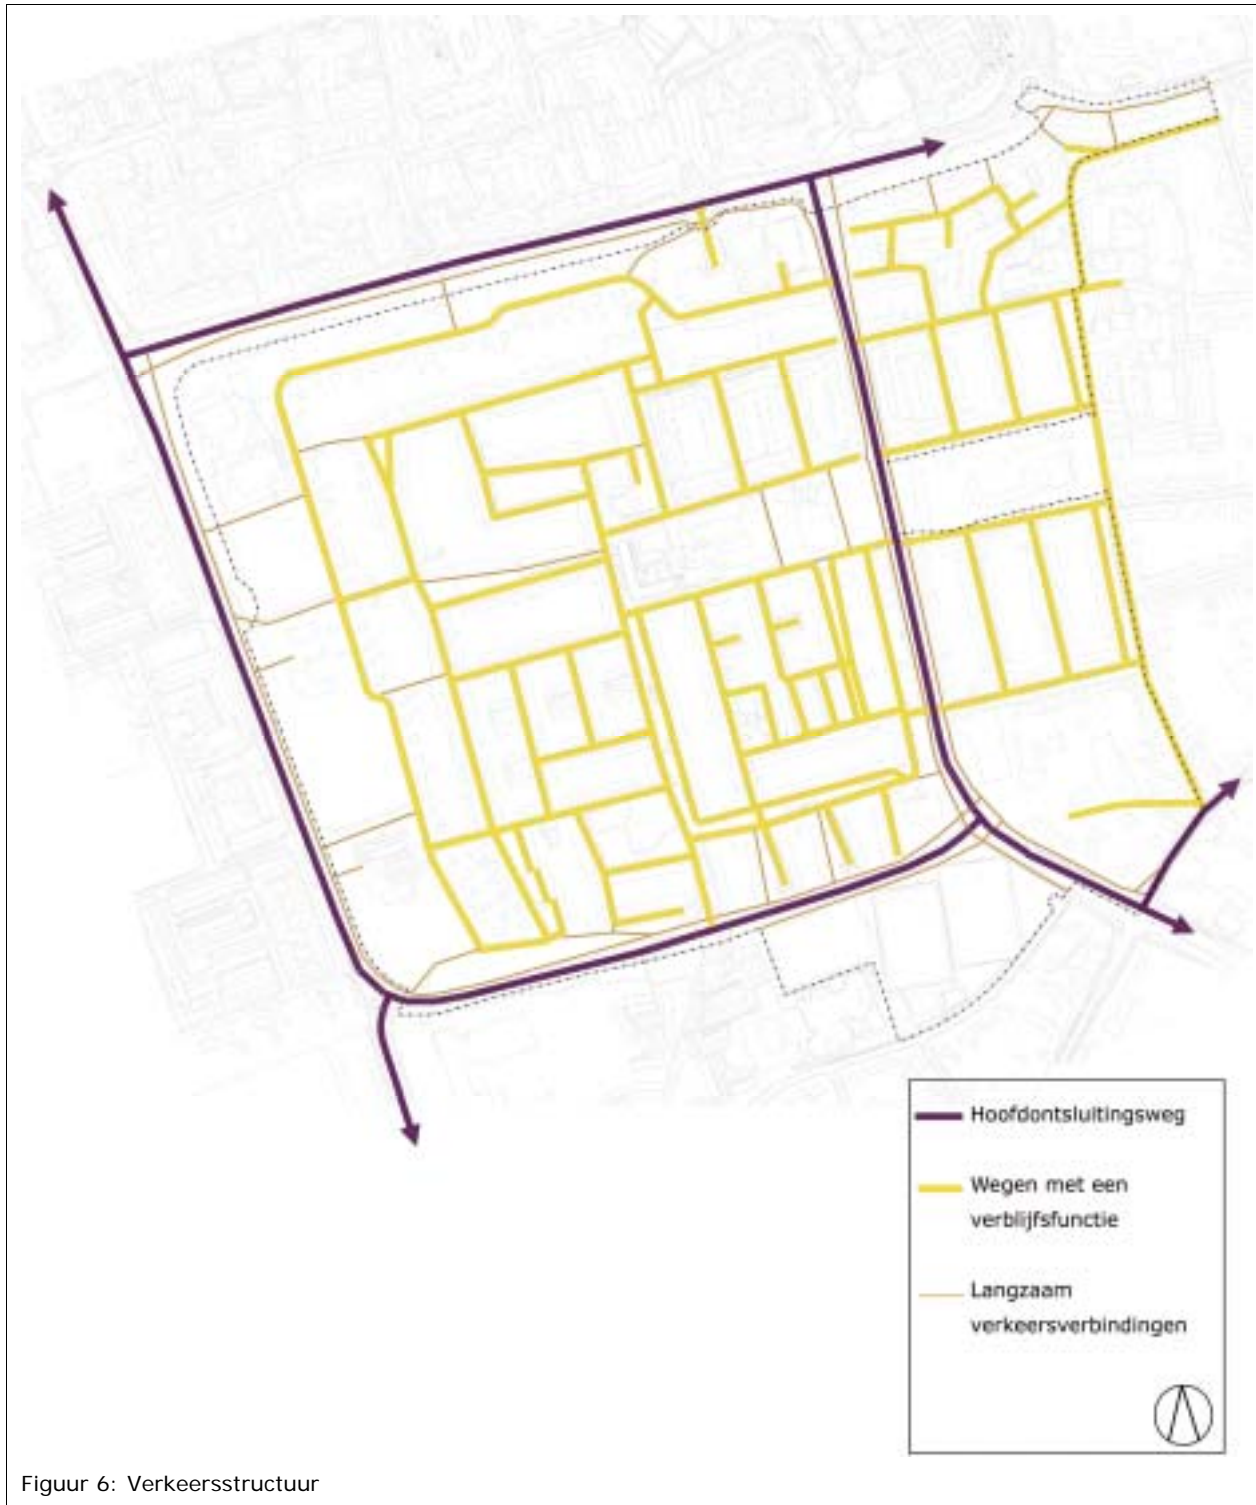 Hoofdontsluitingsweg
Wegen met een
verblijfsfunctie
Langzaam
verkeersverbindingen
Figuur 6: Verkeersstructuur